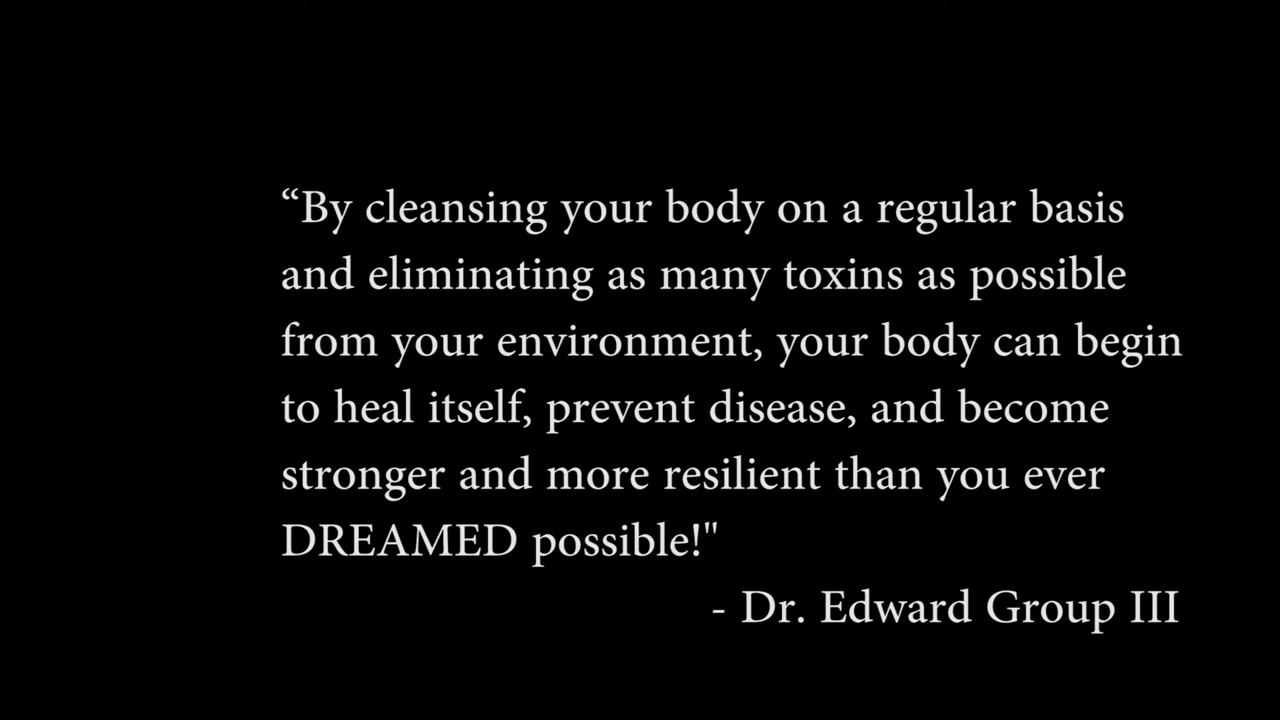 “By cleansing your body on a regular basis
and eliminating as many toxins as possible
from your environment, your body can begin
to heal itself, prevent disease, and become
stronger and more resilient than you ever
DREAMED possible!"
- Dr. Edward Group III